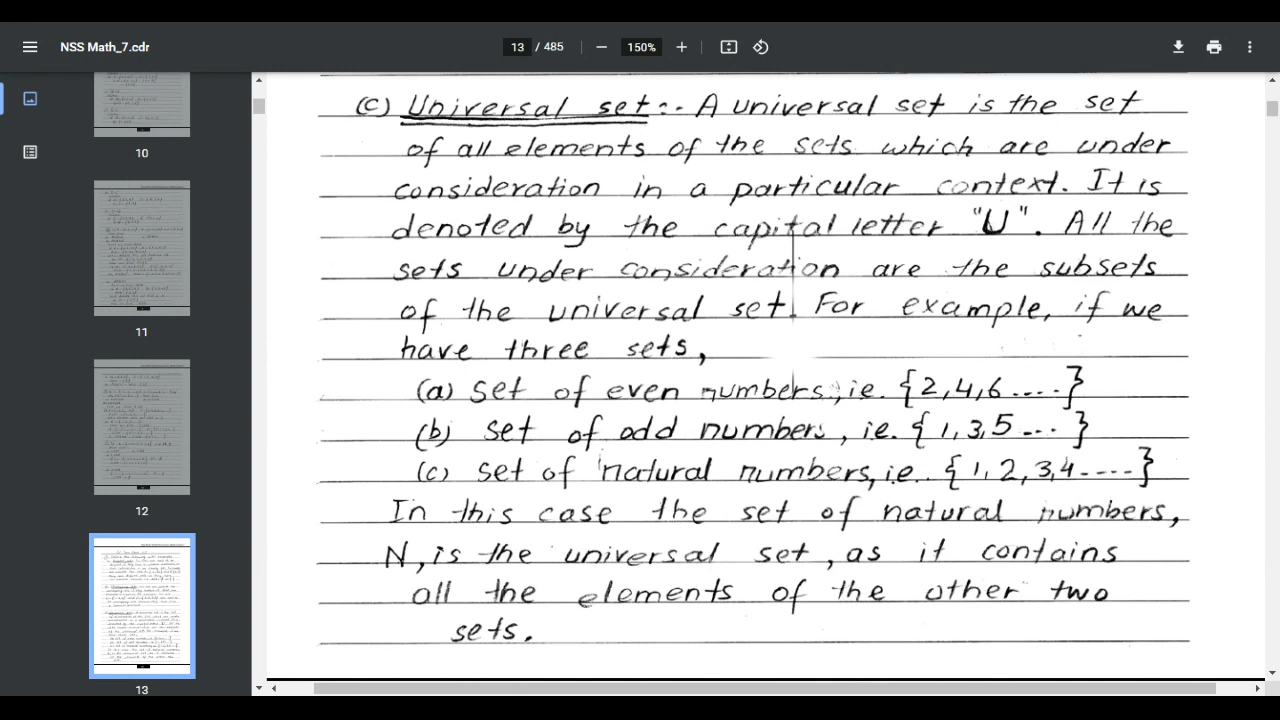 NSS Math_7.cdr
13 / 485
150%
10
11
12
13
(c) Universal set:- A universal set is the set
of all elements of the sets which are under
consideration in a particular context. It is
denoted by the capital letter "U". All the
sets under consideration are the subsets
of the universal set. For example, if we
have three sets,
(a) set of even numbers, ie. {2,4,6....}
(b) set of odd numbers, ie. {1,3,5...}
(c) set of natural numbers, i.e. {1,2,3,4....}
In this case the set of natural numbers,
N, is the universal set, as it contains
all the elements of the other two
sets.